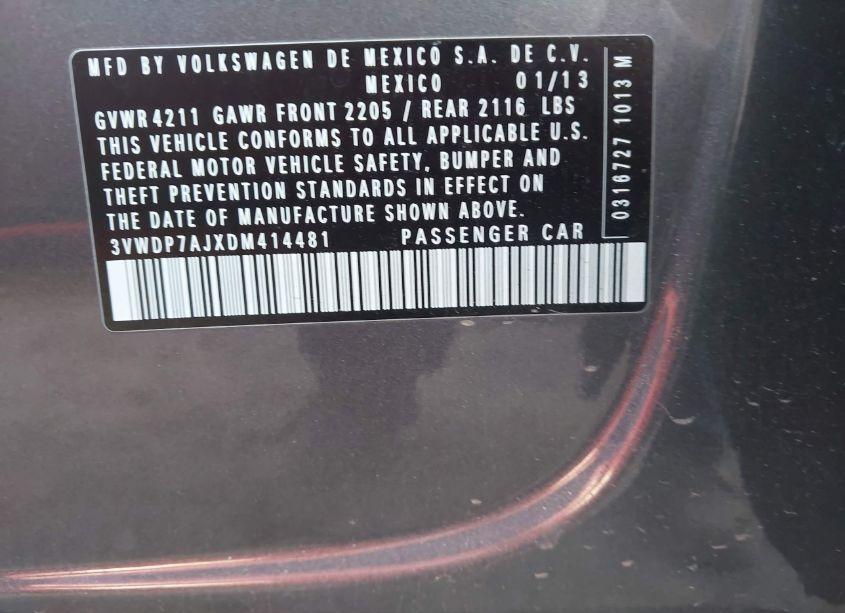 MFD BY VOLKSWAGEN DE MEXICO S.A. DE C.V.
MEXICO 01/13
GVWR 4211 GAWR FRONT 2205 / REAR 2116 LBS
THIS VEHICLE CONFORMS TO ALL APPLICABLE U.S.
FEDERAL MOTOR VEHICLE SAFETY, BUMPER AND
THEFT PREVENTION STANDARDS IN EFFECT ON
THE DATE OF MANUFACTURE SHOWN ABOVE.
3VWDP7AJXDM414481 PASSENGER CAR
0316727 1013 M